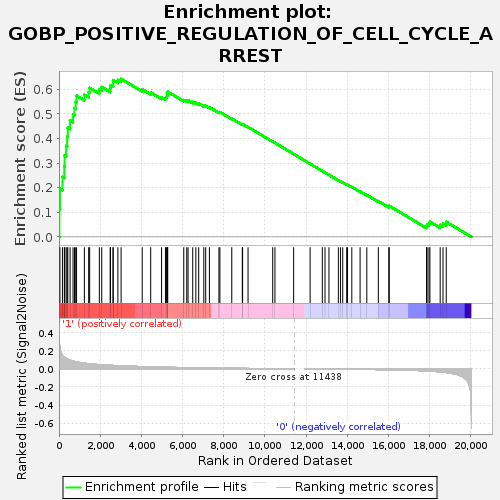 Enrichment plot:
GOBP_POSITIVE_REGULATION_OF_CELL_CYCLE_A
RREST
Enrichment score (ES)
0.6
0.5
0.4
0.3
0.2
0.1
0.0
'1' (positively correlated)
Ranked list metric (Signal2Noise)
0.4
0.2
0.0
-0.2
-0.4
-0.6
Zero cross at 11438
'0' (negatively correlated)
0 2,000 4,000 6,000 8,000 10,000 12,000 14,000 16,000 18,000 20,000
Rank in Ordered Dataset
Enrichment profile Hits Ranking metric scores